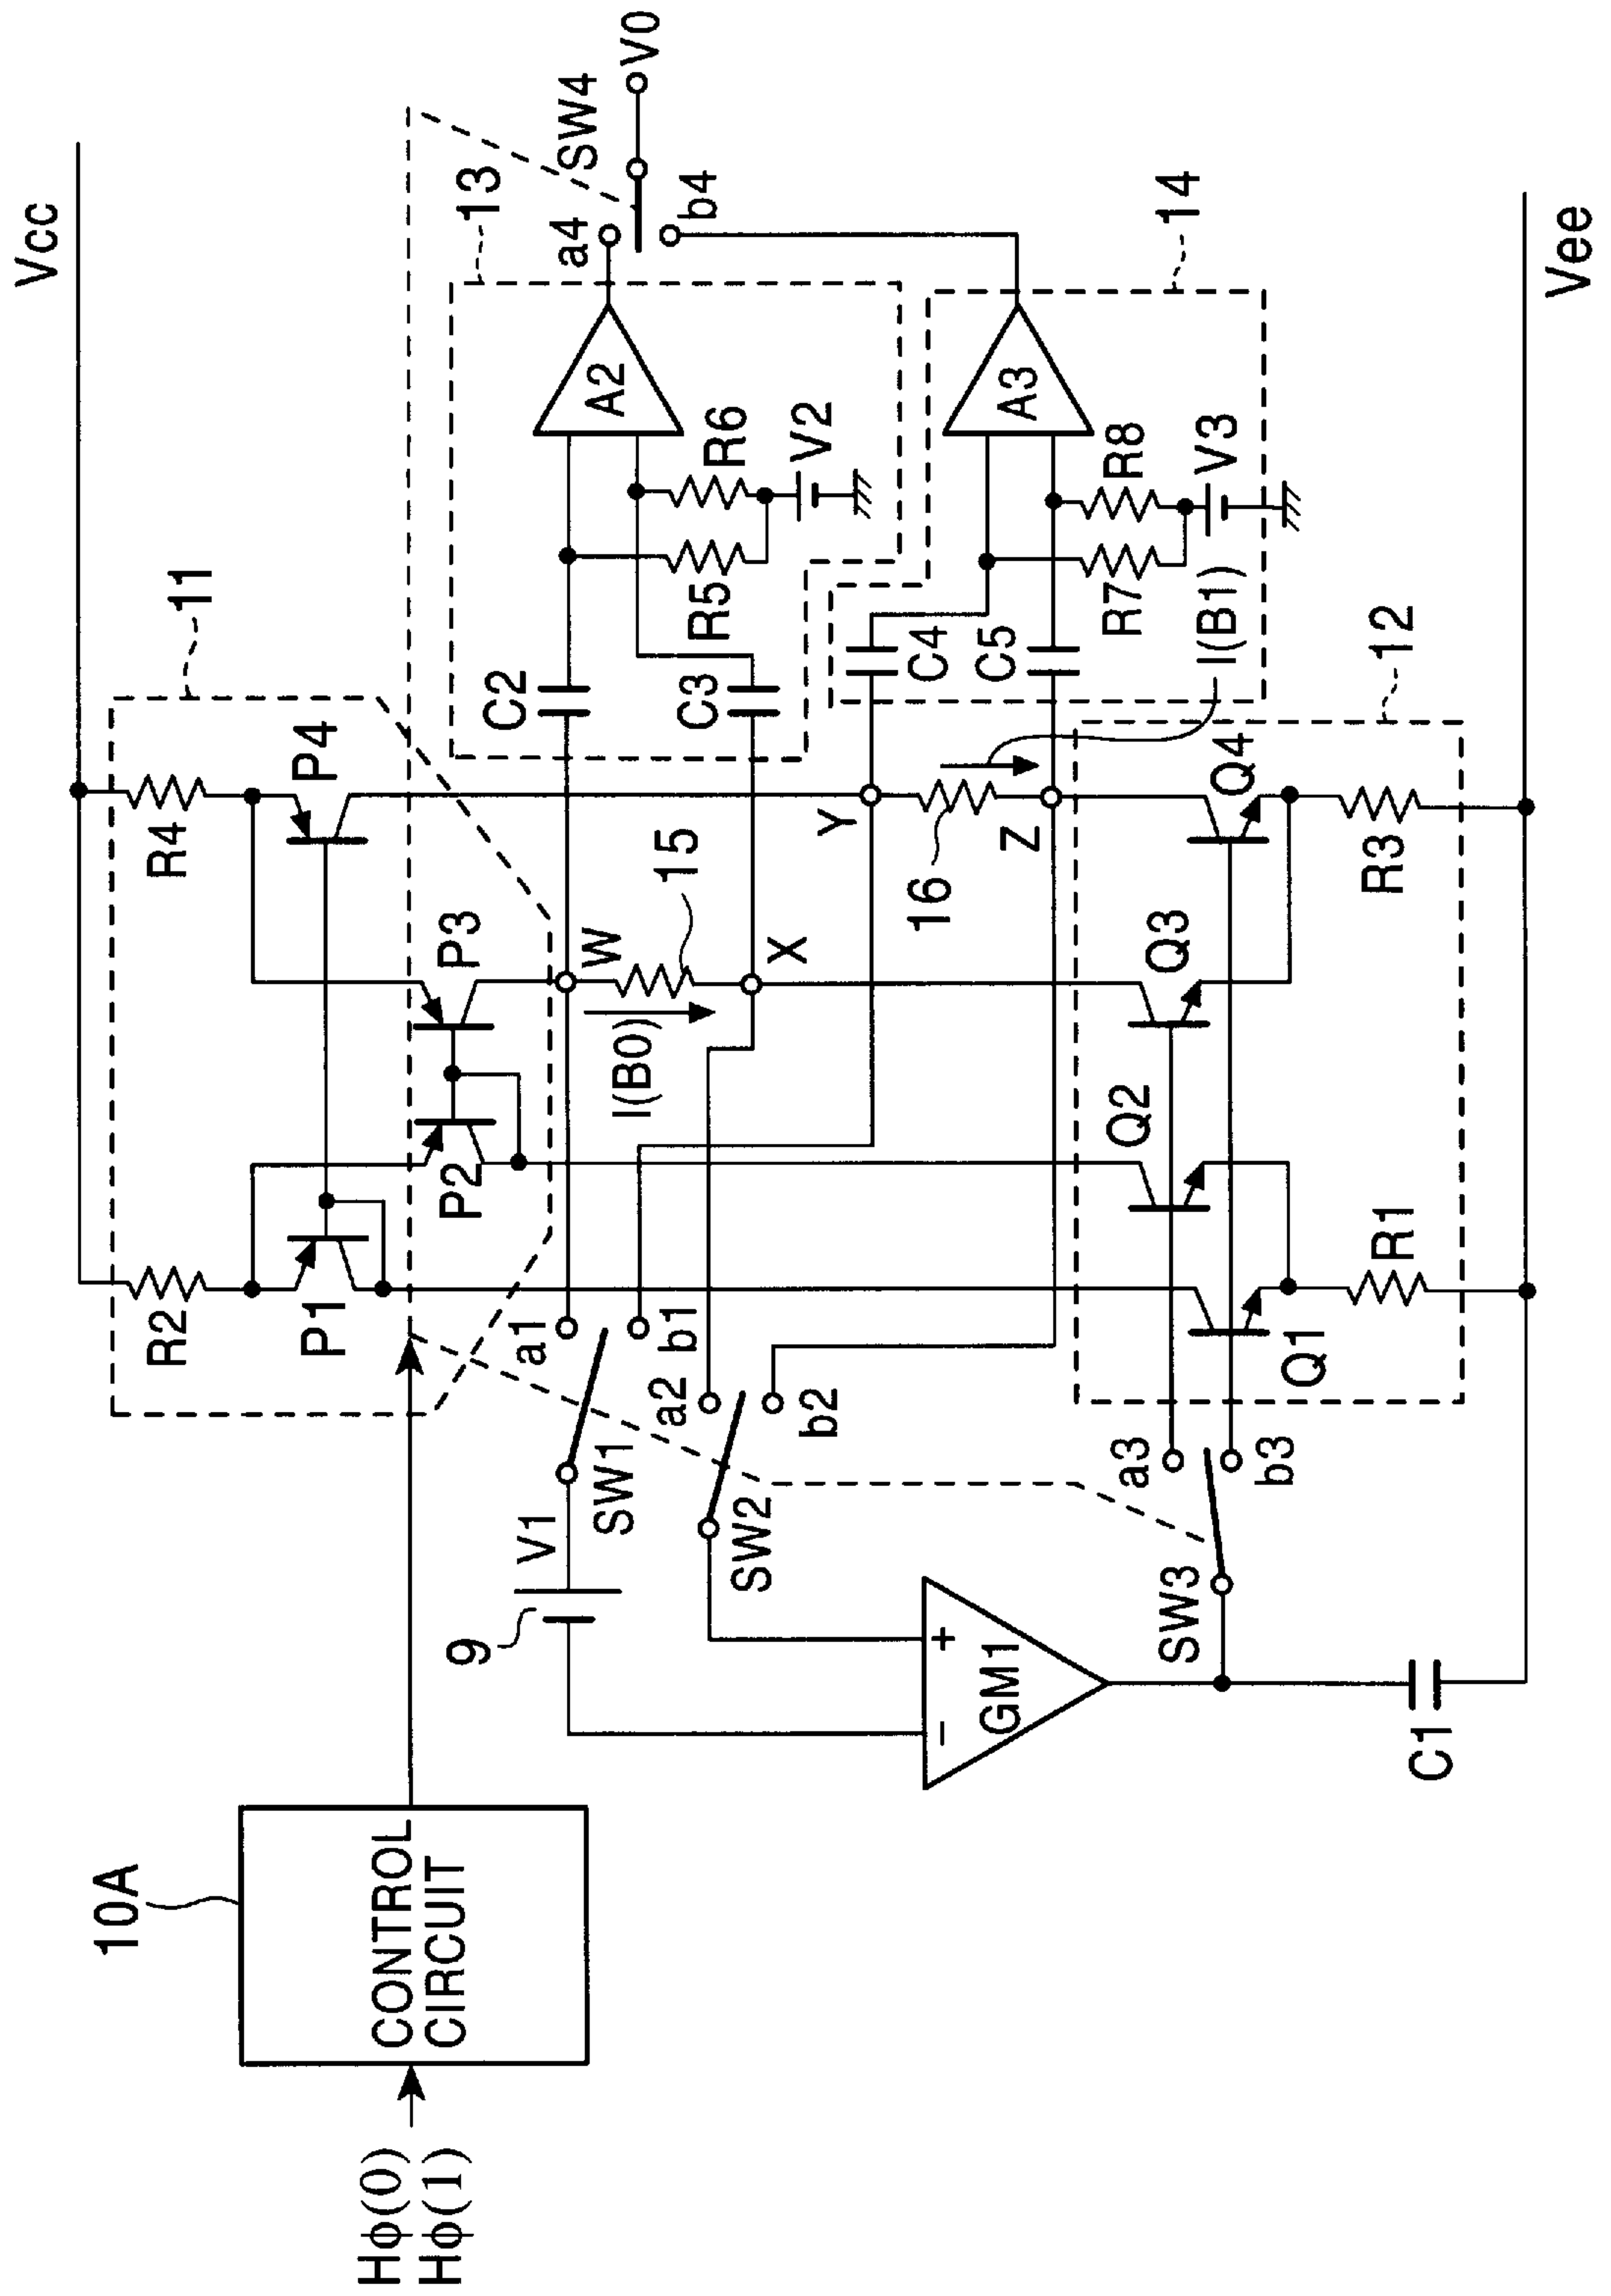 Vcc
11
R4
P4
R2
P1
P3
P2
13
C2
C3
A2
R5
R6
V2
a4
SW4
V0
b4
14
C4
C5
A3
R7
R8
V3
I(B1)
W
15
X
I(B0)
Y
16
Z
12
Q4
Q3
Q2
Q1
R3
R1
Vee
a1
b1
SW1
V1
9
a2
b2
SW2
a3
b3
SW3
+
−
GM1
C1
10A
CONTROL
CIRCUIT
Hϕ(0)
Hϕ(1)